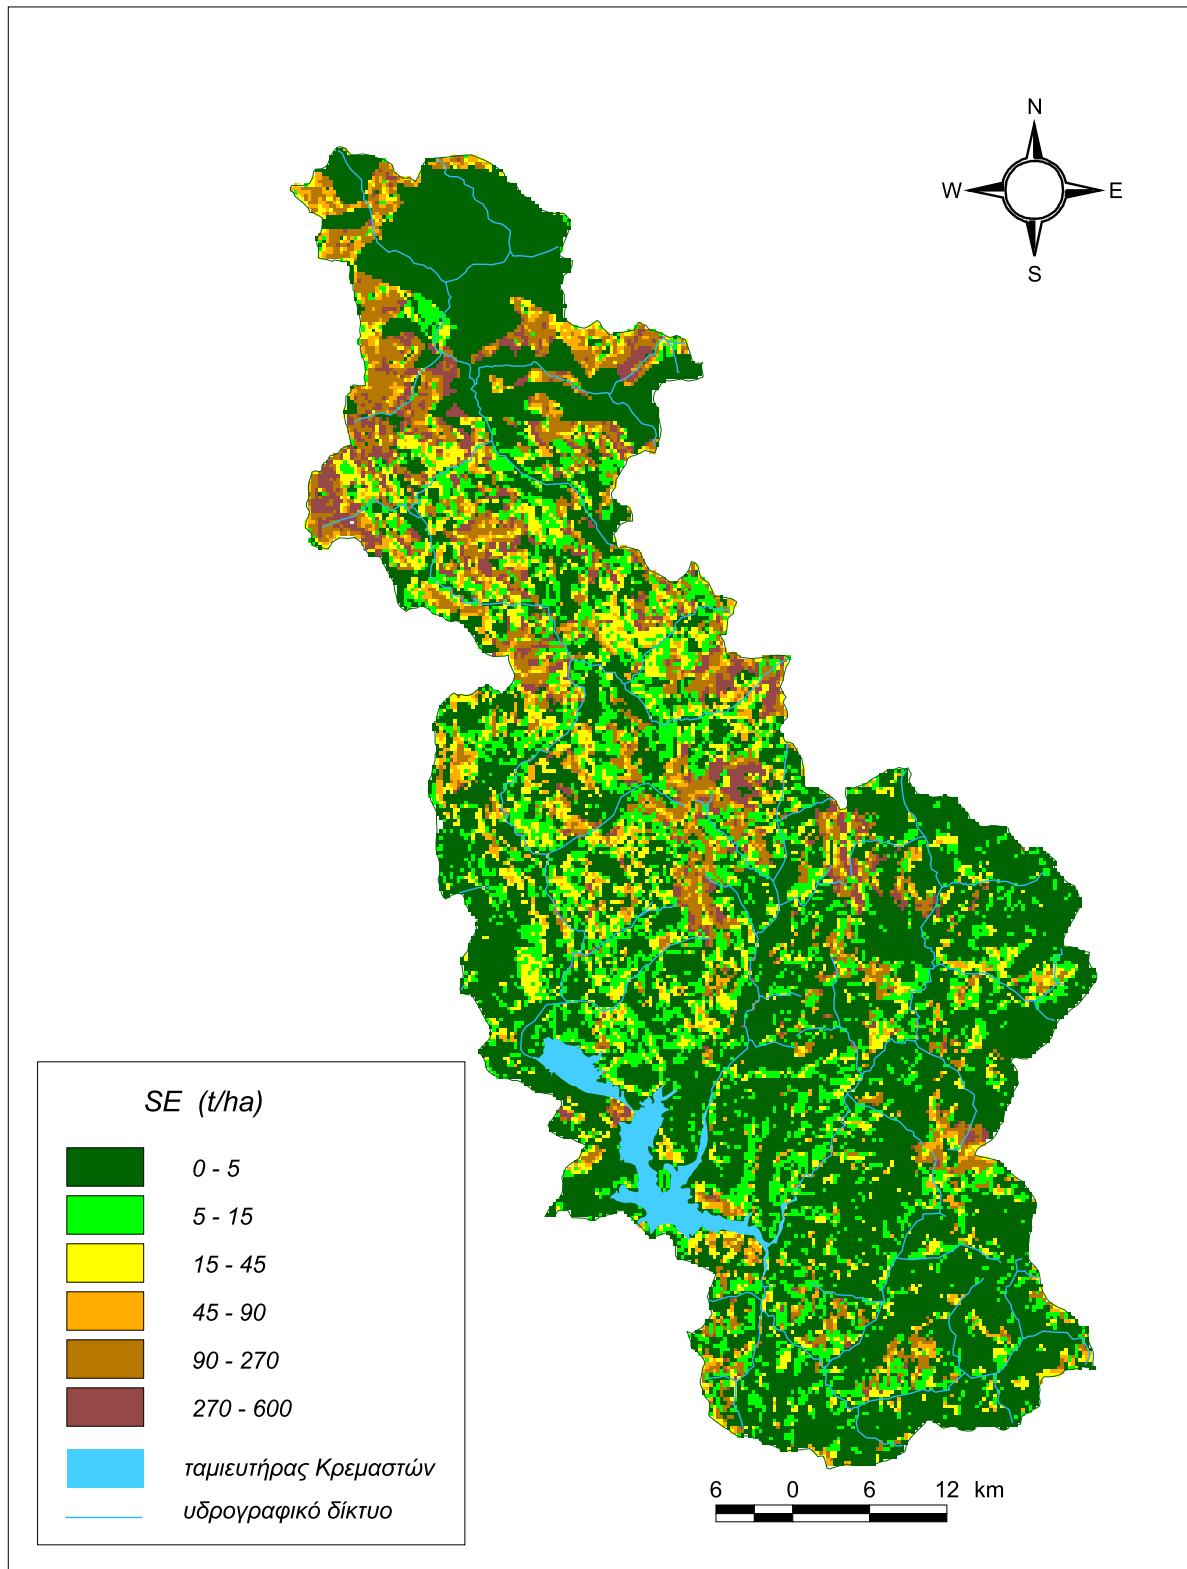 N
W E
S
SE (t/ha)
0 - 5
5 - 15
15 - 45
45 - 90
90 - 270
270 - 600
ταμιευτήρας Κρεμαστών
υδρογραφικό δίκτυο
6 0 6 12 km